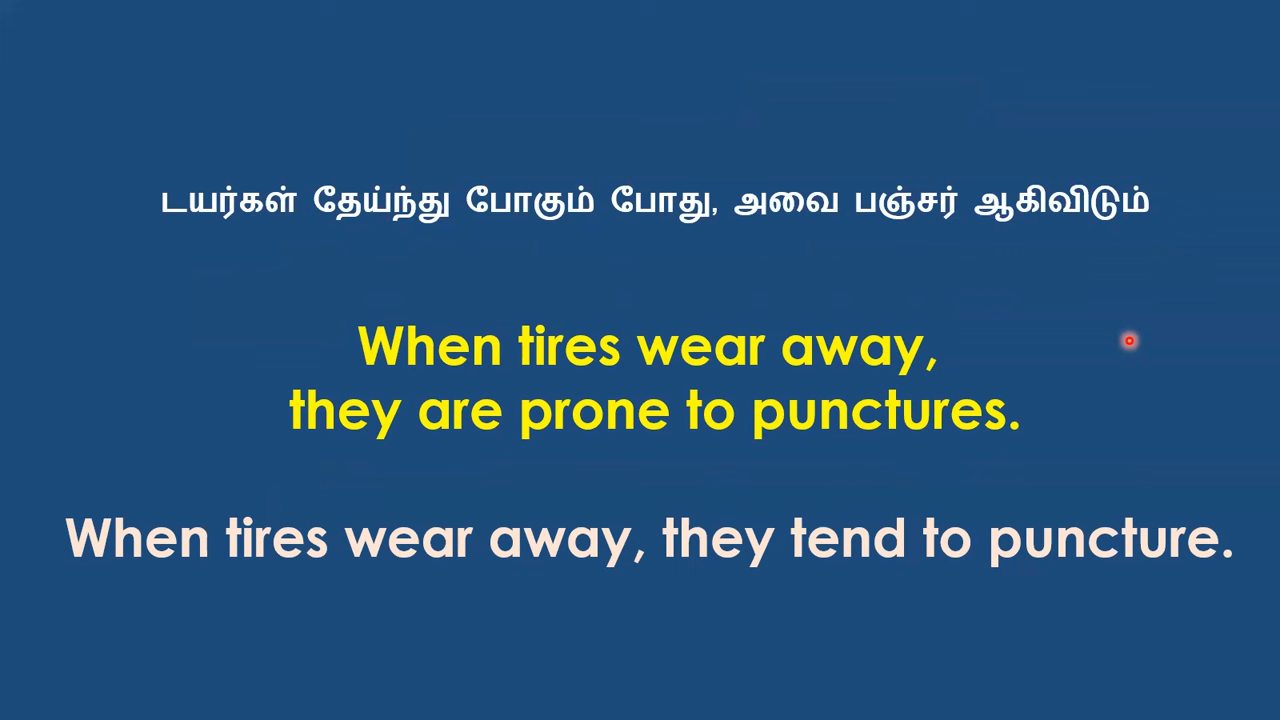 டயர்கள் தேய்ந்து போகும் போது, அவை பஞ்சர் ஆகிவிடும்
When tires wear away,
they are prone to punctures.
When tires wear away, they tend to puncture.